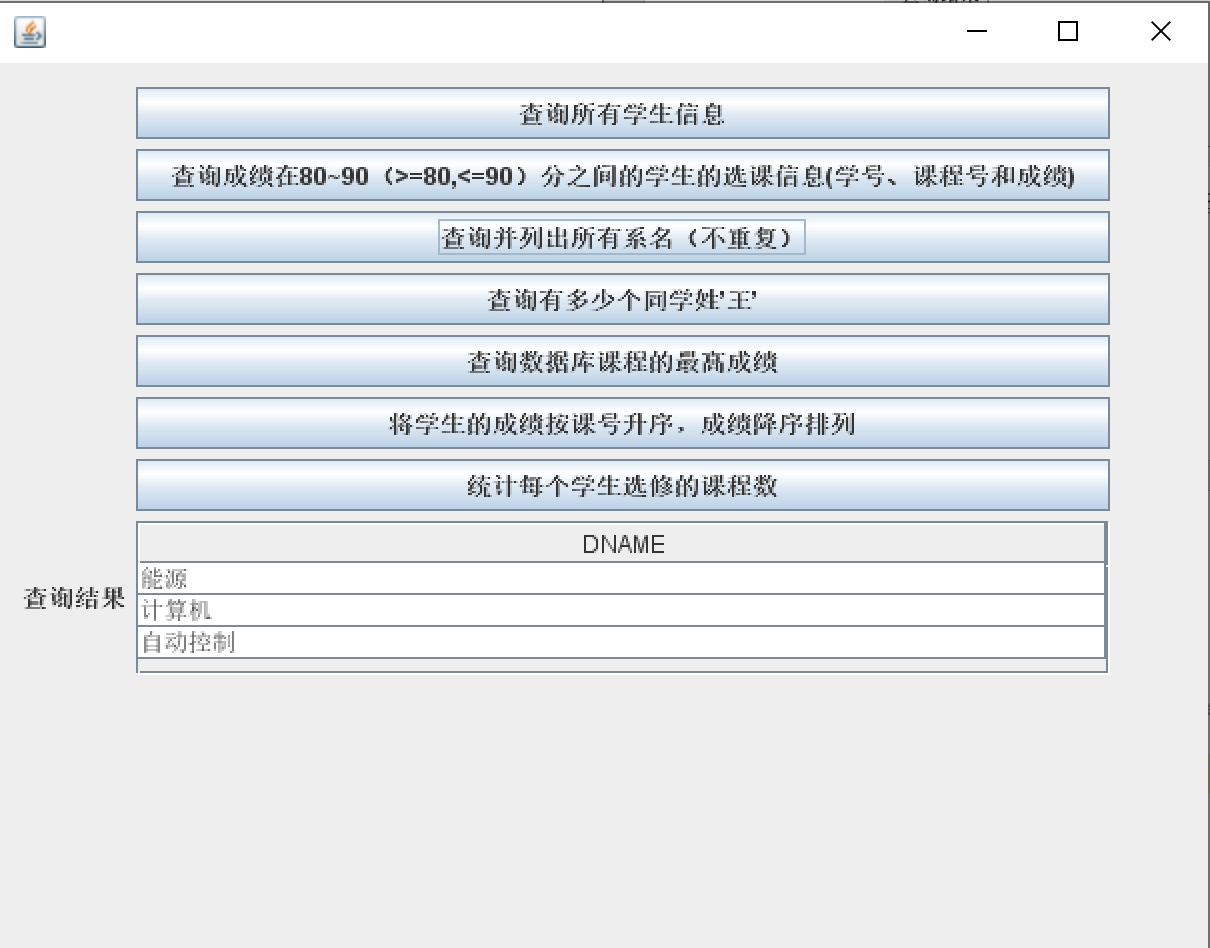 查询所有学生信息
查询成绩在80~90（>=80,<=90）分之间的学生的选课信息(学号、课程号和成绩)
查询并列出所有系名（不重复）
查询有多少个同学姓'王'
查询数据库课程的最高成绩
将学生的成绩按课号升序，成绩降序排列
统计每个学生选修的课程数
查询结果
DNAME
能源
计算机
自动控制